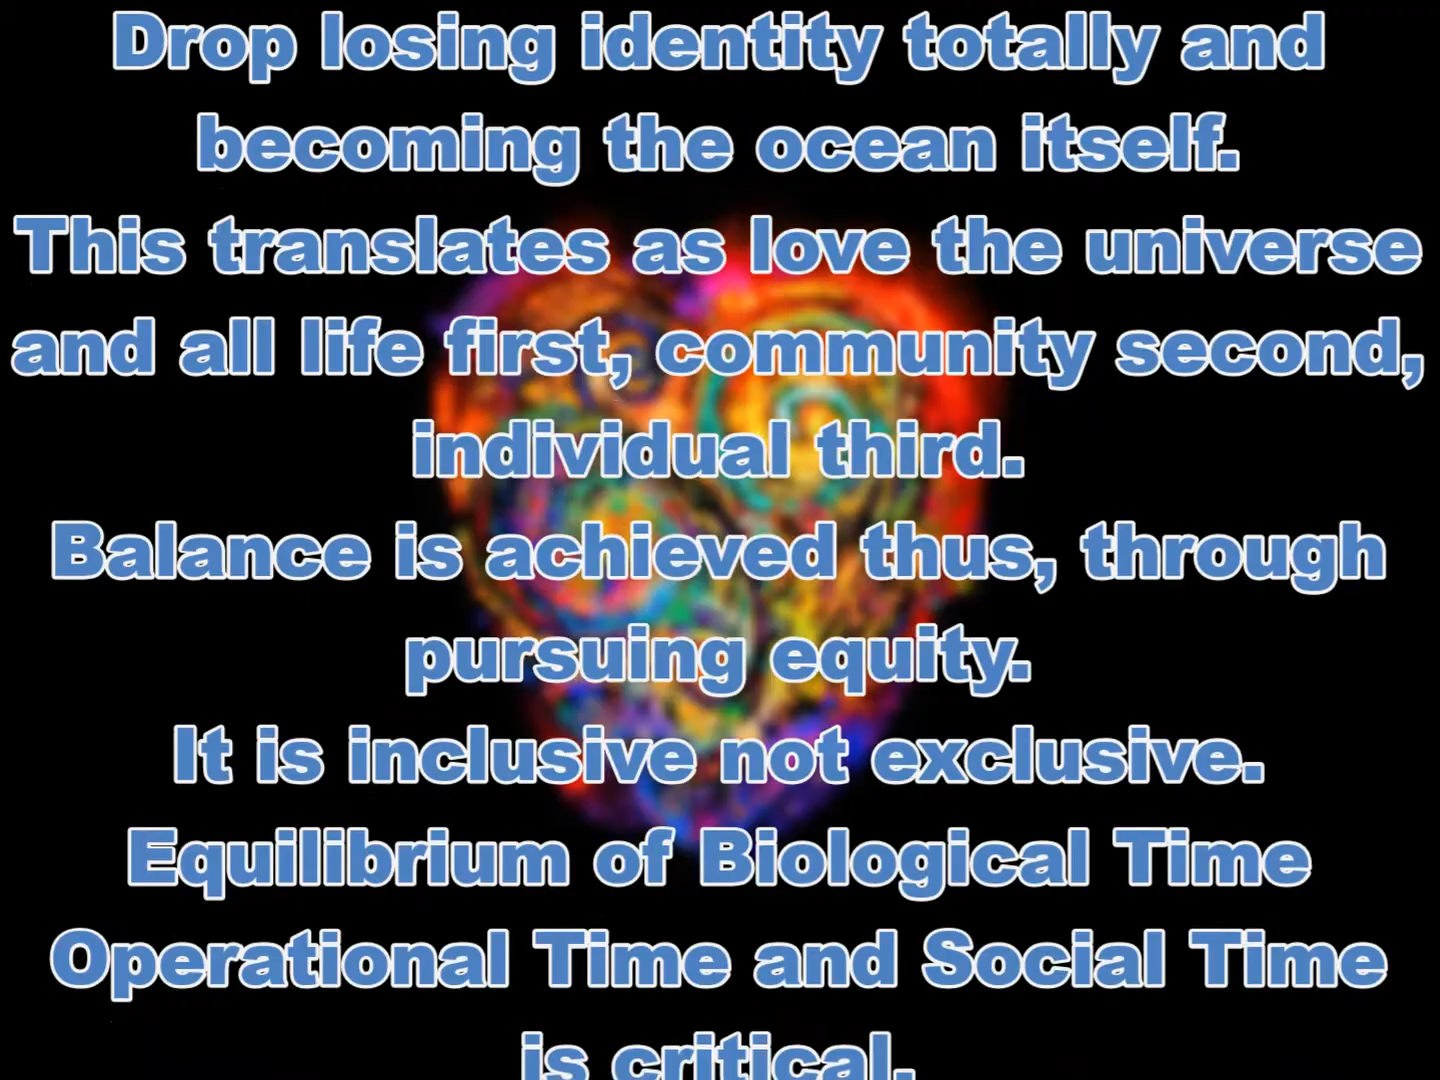 Drop losing identity totally and
becoming the ocean itself.
This translates as love the universe
and all life first, community second,
individual third.
Balance is achieved thus, through
pursuing equity.
It is inclusive not exclusive.
Equilibrium of Biological Time
Operational Time and Social Time
is critical.